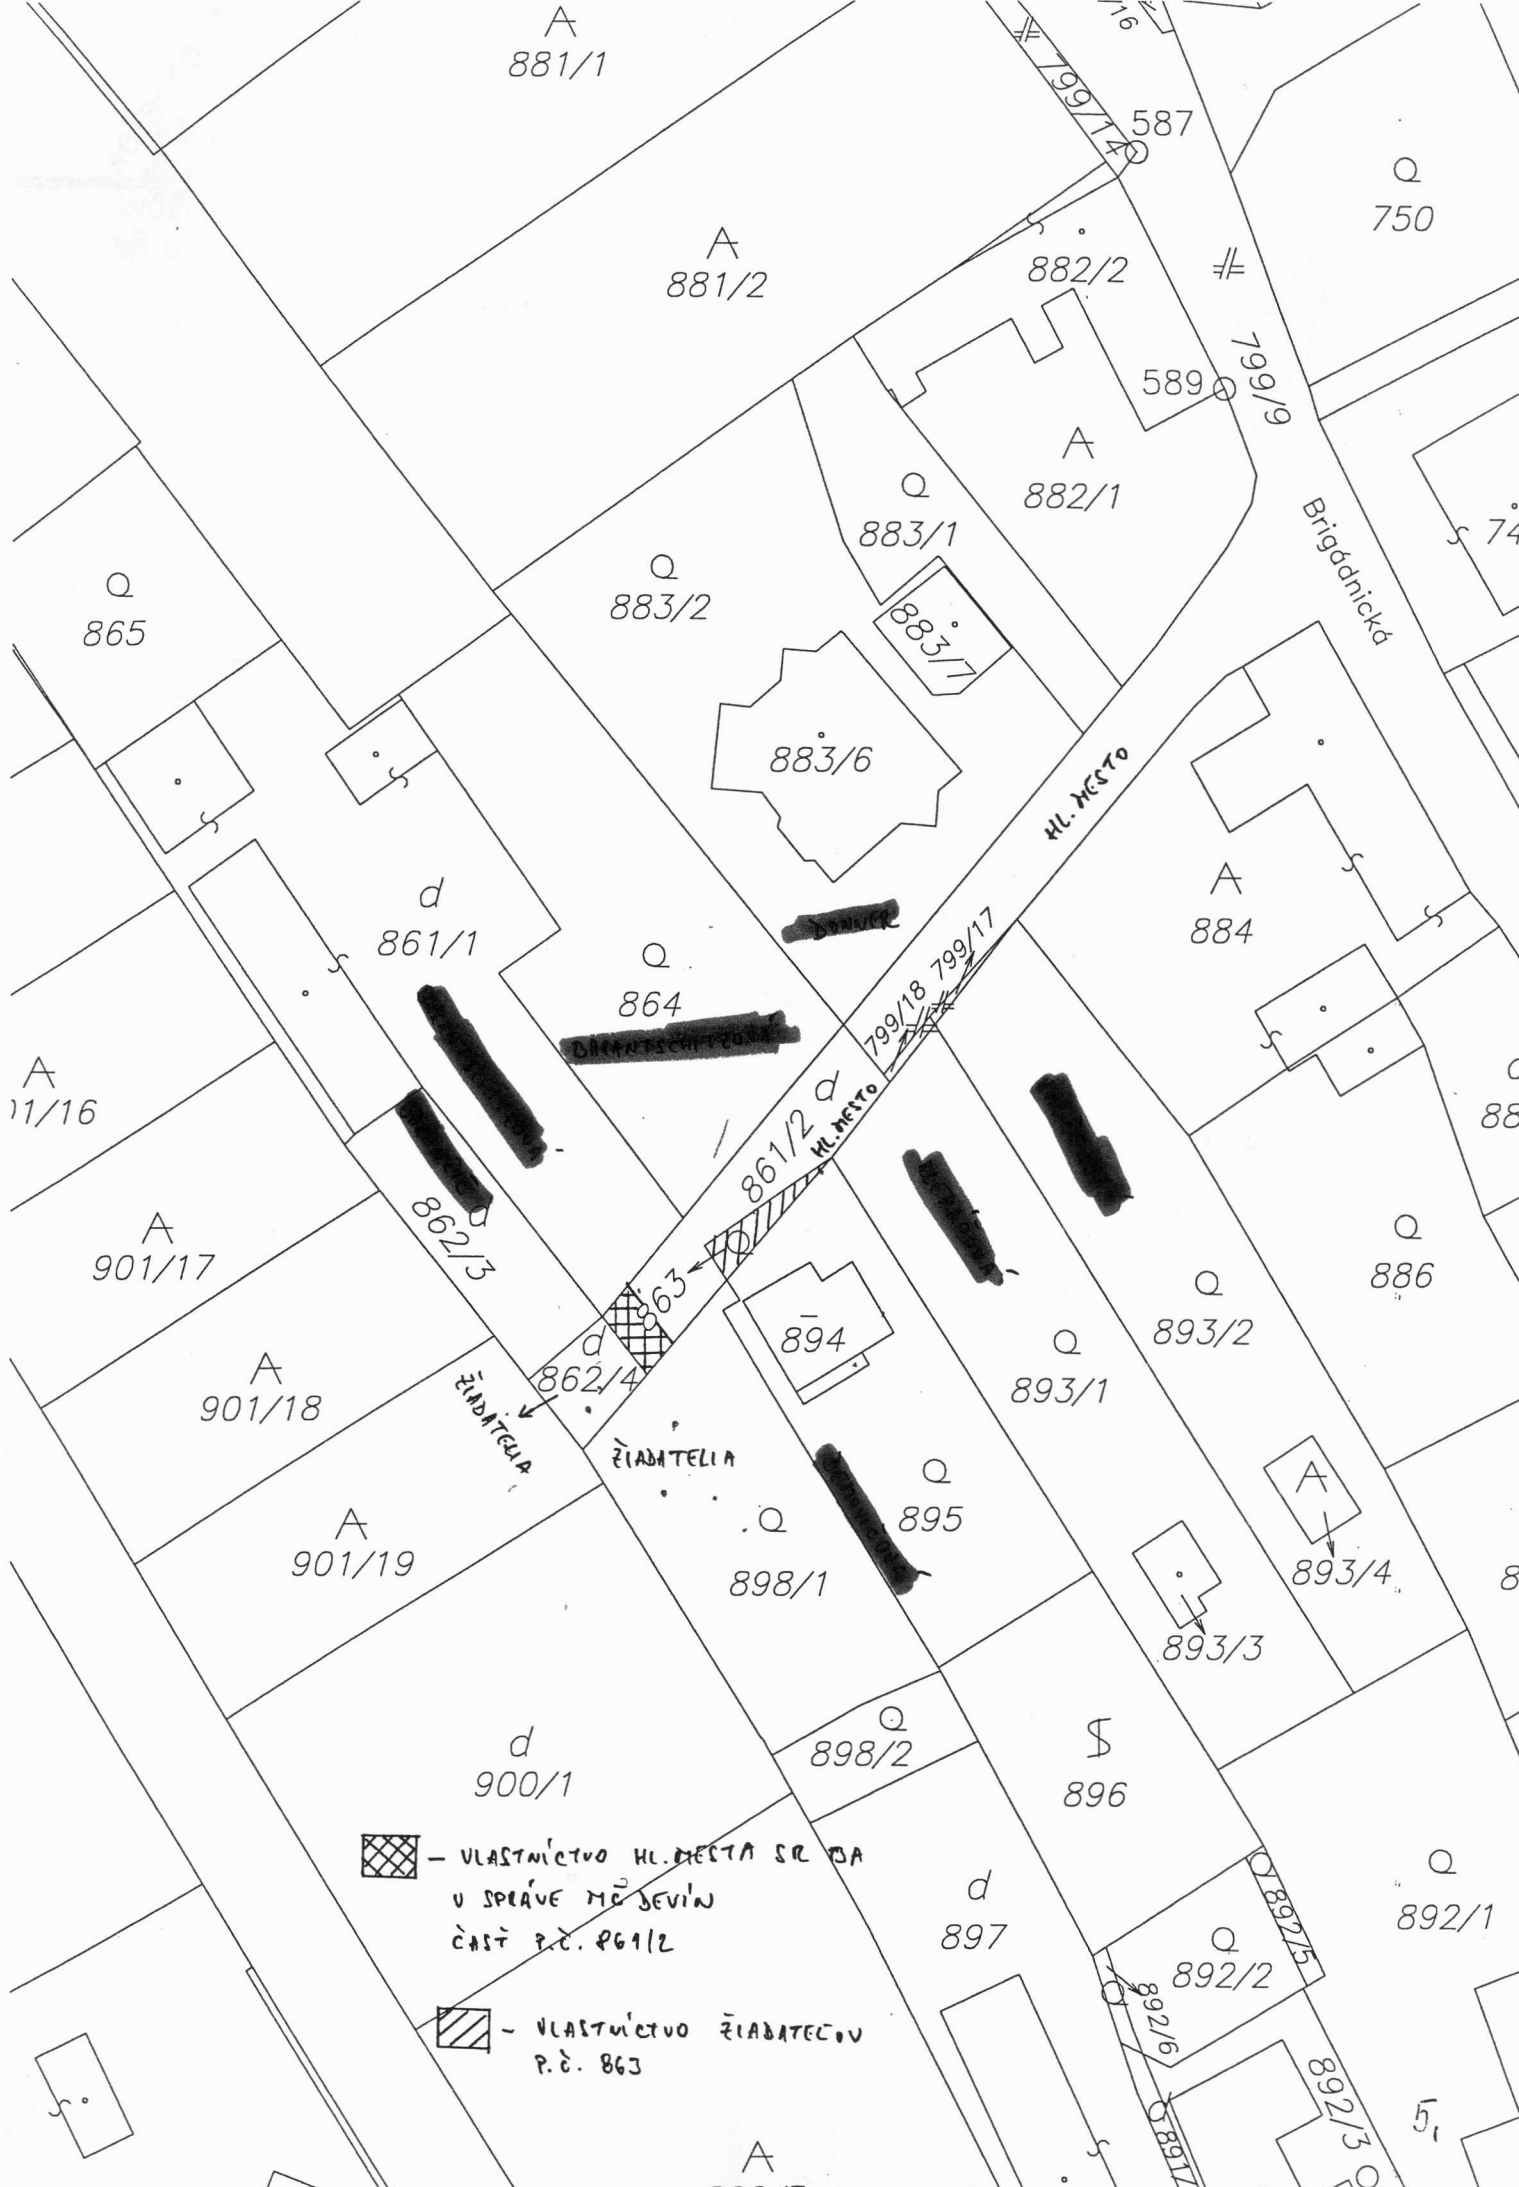 A
881/1
799/14
587
Q
750
A
881/2
882/2
589
799/9
A
882/1
Q
883/1
Brigádnická
Q
865
Q
883/2
883/7
883/6
HL. MESTO
d
861/1
Q
864
A
884
799/18
799/17
d
861/2
HL. MESTO
d
862/3
A
901/17
Q
886
Q
893/2
863
Q
894
d
862/4
Q
893/1
A
901/18
ŽIADATELIA
ŽIADATELIA
Q
895
Q
898/1
A
893/4
A
901/19
893/3
Q
898/2
$
896
d
900/1
– VLASTNÍCTVO HL. MESTA SR BA
V SPRÁVE MČ DEVÍN
ČASŤ P.Č. 861/2
d
897
Q
892/1
892/5
Q
892/2
892/6
– VLASTNÍCTVO ŽIADATEĽOV
P.Č. 863
892/3
Q
5,
A